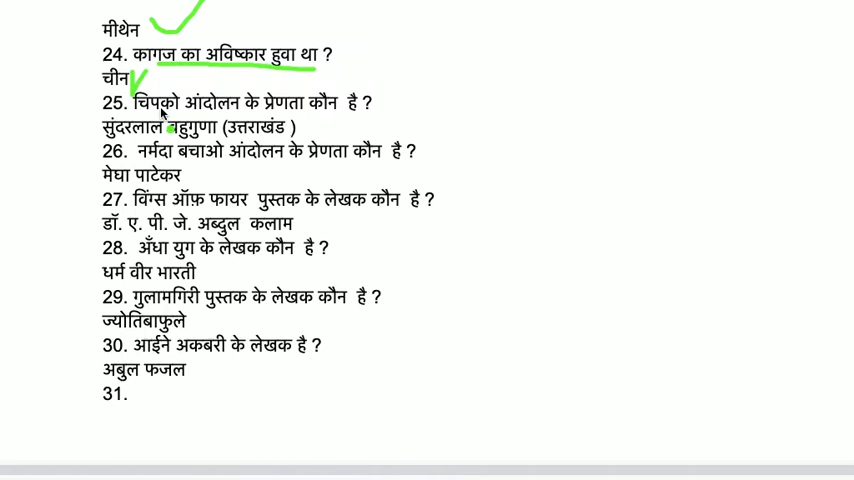 मीथेन
24. कागज का अविष्कार हुवा था ?
चीन
25. चिपको आंदोलन के प्रेणता कौन है ?
सुंदरलाल बहुगुणा (उत्तराखंड )
26. नर्मदा बचाओ आंदोलन के प्रेणता कौन है ?
मेघा पाटेकर
27. विंग्स ऑफ़ फायर पुस्तक के लेखक कौन है ?
डॉ. ए. पी. जे. अब्दुल कलाम
28. अँधा युग के लेखक कौन है ?
धर्म वीर भारती
29. गुलामगिरी पुस्तक के लेखक कौन है ?
ज्योतिबाफुले
30. आईने अकबरी के लेखक है ?
अबुल फजल
31.